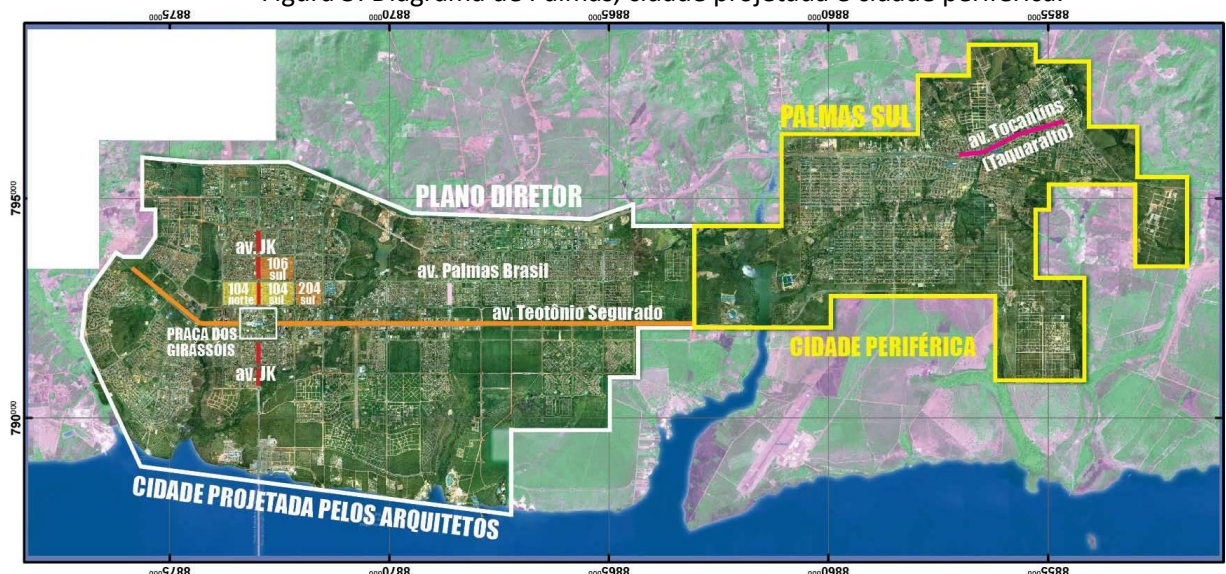 Diagrama de Palmas, cidade projetada e cidade periférica.
8875000 8870000 8865000 8860000 8855000
PALMAS SUL
av. Tocantins
(Taquaralto)
795000
PLANO DIRETOR
av. JK
106
sul
av. Palmas Brasil
104
norte
104
sul
204
sul
av. Teotônio Segurado
PRAÇA DOS
GIRASSÓIS
CIDADE PERIFÉRICA
av. JK
790000
CIDADE PROJETADA PELOS ARQUITETOS
8875000 8870000 8865000 8860000 8855000